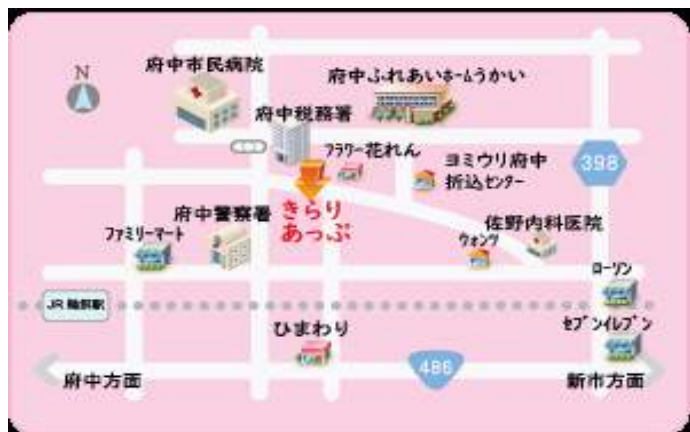 N
府中市民病院
府中ふれあいホームうかい
府中税務署
フラワー花れん
ヨミウリ府中
折込センター
398
きらり
あっぷ
府中警察署
ファミリーマート
佐野内科医院
ウォンツ
ローソン
セブンイレブン
ひまわり
486
府中方面
新市方面